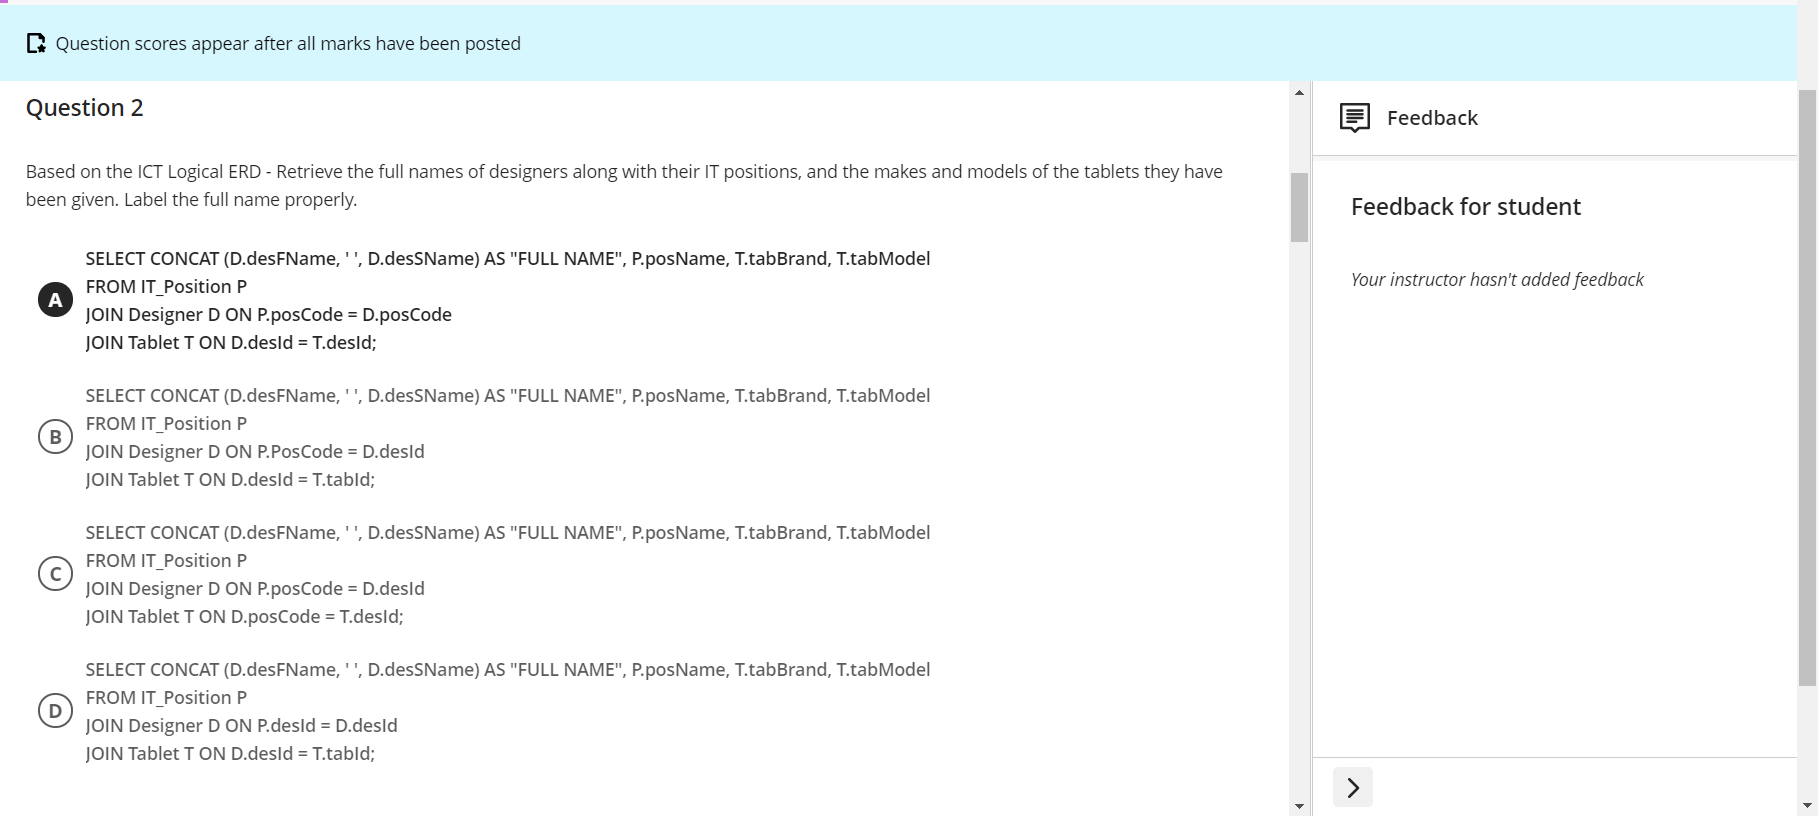 Question scores appear after all marks have been posted
Question 2
Based on the ICT Logical ERD - Retrieve the full names of designers along with their IT positions, and the makes and models of the tablets they have
been given. Label the full name properly.
A
SELECT CONCAT (D.desFName, ' ', D.desSName) AS "FULL NAME", P.posName, T.tabBrand, T.tabModel
FROM IT_Position P
JOIN Designer D ON P.posCode = D.posCode
JOIN Tablet T ON D.desId = T.desId;
B
SELECT CONCAT (D.desFName, ' ', D.desSName) AS "FULL NAME", P.posName, T.tabBrand, T.tabModel
FROM IT_Position P
JOIN Designer D ON P.PosCode = D.desId
JOIN Tablet T ON D.desId = T.tabId;
C
SELECT CONCAT (D.desFName, ' ', D.desSName) AS "FULL NAME", P.posName, T.tabBrand, T.tabModel
FROM IT_Position P
JOIN Designer D ON P.posCode = D.desId
JOIN Tablet T ON D.posCode = T.desId;
D
SELECT CONCAT (D.desFName, ' ', D.desSName) AS "FULL NAME", P.posName, T.tabBrand, T.tabModel
FROM IT_Position P
JOIN Designer D ON P.desId = D.desId
JOIN Tablet T ON D.desId = T.tabId;
Feedback
Feedback for student
Your instructor hasn't added feedback